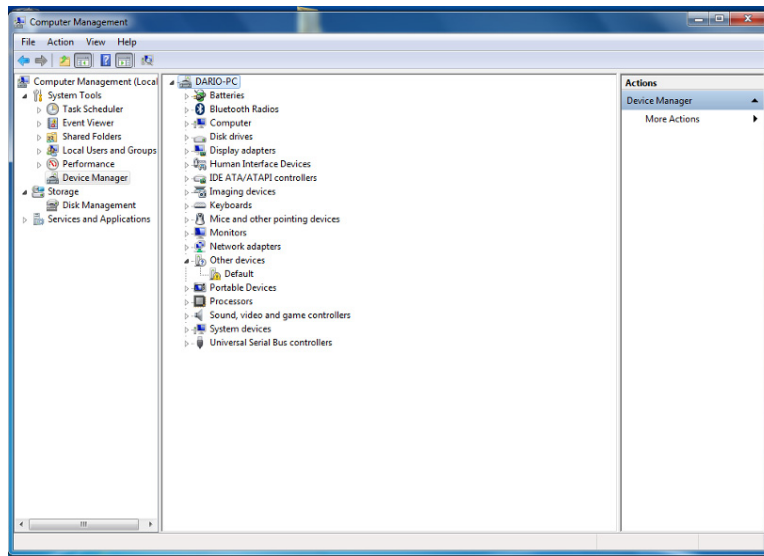 Computer Management
File Action View Help
Computer Management (Local
System Tools
Task Scheduler
Event Viewer
Shared Folders
Local Users and Groups
Performance
Device Manager
Storage
Disk Management
Services and Applications
DARIO-PC
Batteries
Bluetooth Radios
Computer
Disk drives
Display adapters
Human Interface Devices
IDE ATA/ATAPI controllers
Imaging devices
Keyboards
Mice and other pointing devices
Monitors
Network adapters
Other devices
Default
Portable Devices
Processors
Sound, video and game controllers
System devices
Universal Serial Bus controllers
Actions
Device Manager
More Actions